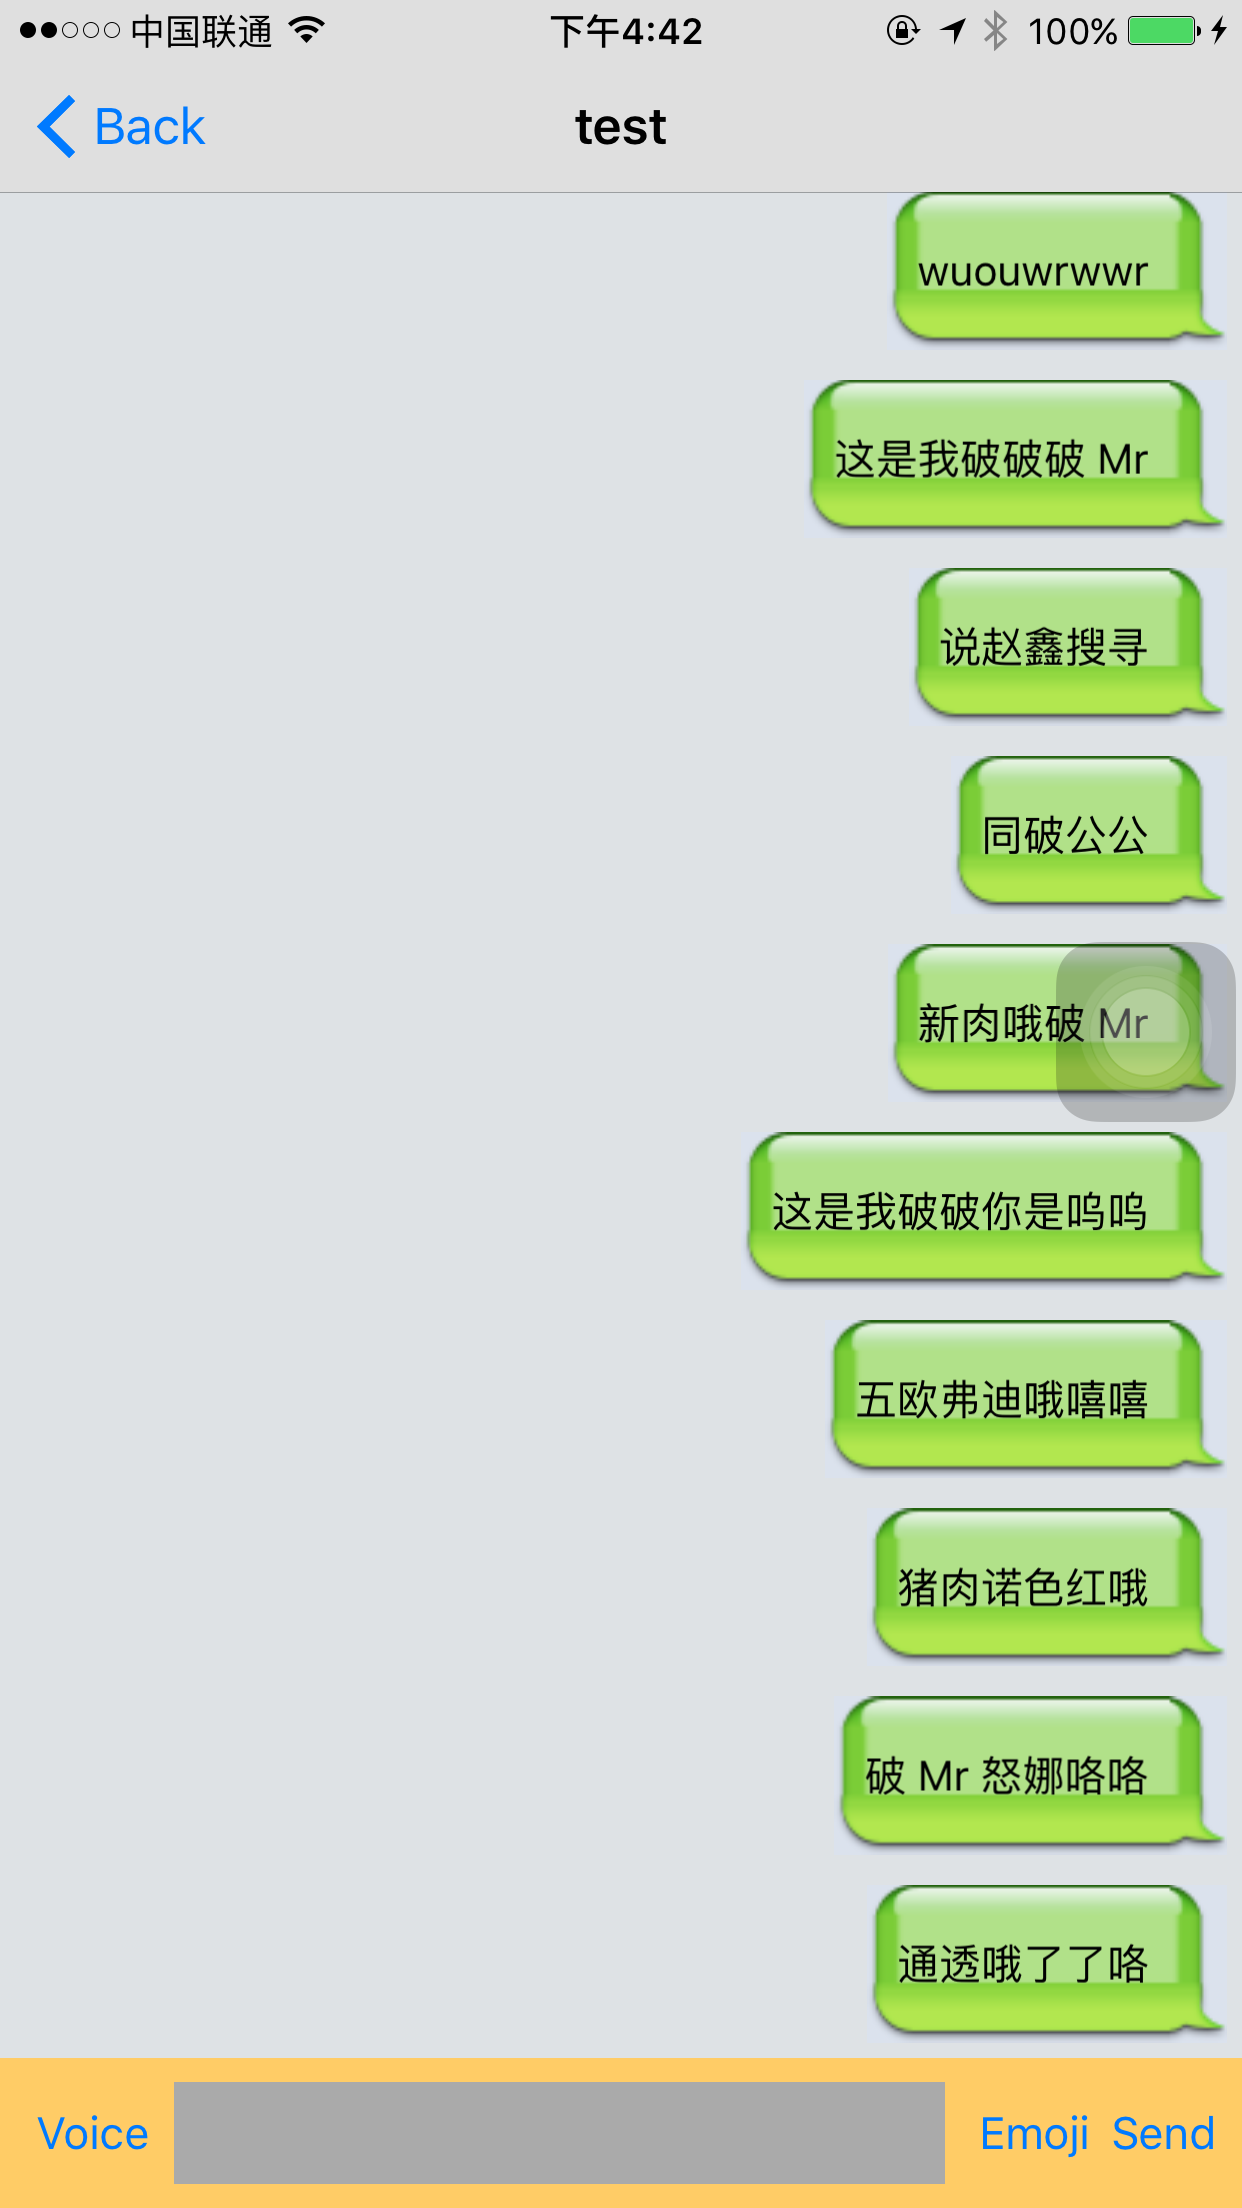 中国联通 下午4:42 100%
Back test
wuouwrwwr
这是我破破破 Mr
说赵鑫搜寻
同破公公
新肉哦破 Mr
这是我破破你是呜呜
五欧弗迪哦嘻嘻
猪肉诺色红哦
破 Mr 怒娜咯咯
通透哦了了咯
Voice Emoji Send